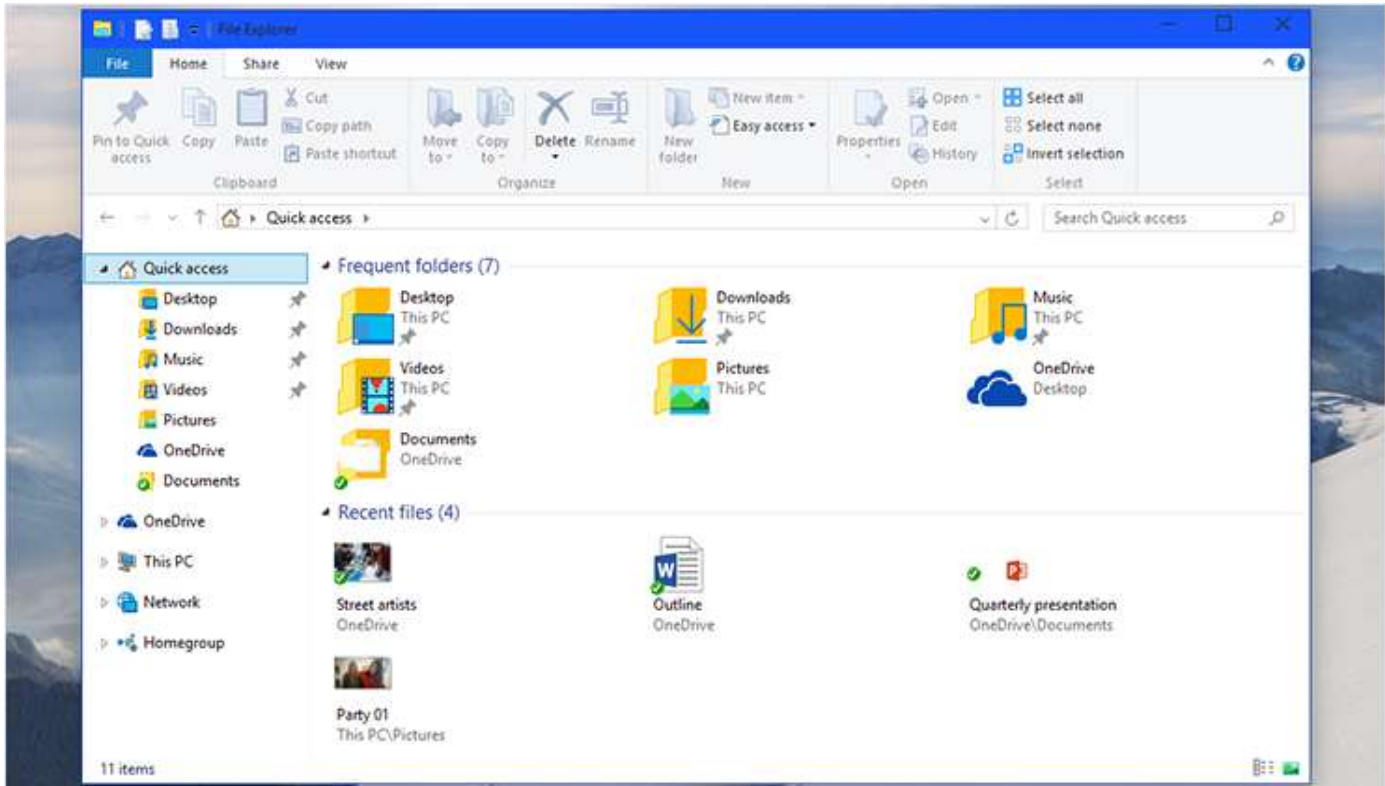 File Explorer
File Home Share View
Pin to Quick access
Copy
Paste
Cut
Copy path
Paste shortcut
Clipboard
Move to
Copy to
Delete
Rename
Organize
New folder
New item
Easy access
New
Properties
Open
Edit
History
Open
Select all
Select none
Invert selection
Select
Quick access
Search Quick access
Quick access
Desktop
Downloads
Music
Videos
Pictures
OneDrive
Documents
OneDrive
This PC
Network
Homegroup
Frequent folders (7)
Desktop
This PC
Downloads
This PC
Music
This PC
Videos
This PC
Pictures
This PC
OneDrive
Desktop
Documents
OneDrive
Recent files (4)
Street artists
OneDrive
W
Outline
OneDrive
P
Quarterly presentation
OneDrive\Documents
Party 01
This PC\Pictures
11 items